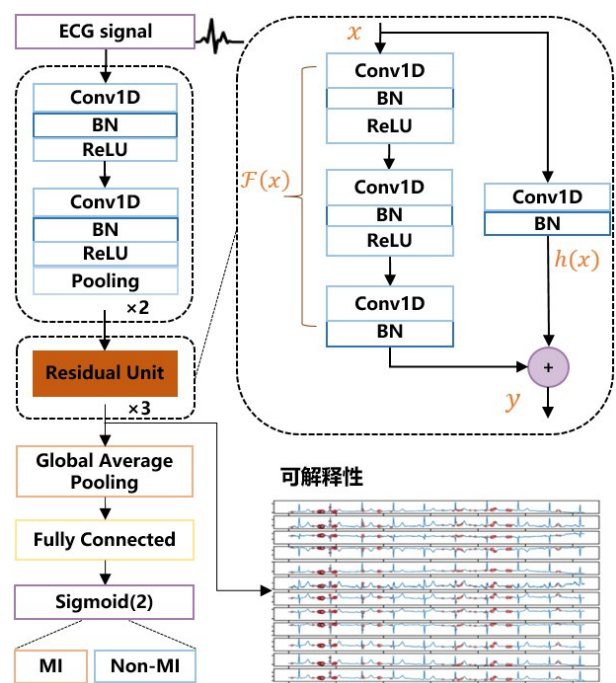 ECG signal
Conv1D
BN
ReLU
Conv1D
BN
ReLU
Pooling
×2
Residual Unit
×3
Global Average
Pooling
Fully Connected
Sigmoid(2)
MI
Non-MI
x
Conv1D
BN
ReLU
Conv1D
BN
ReLU
Conv1D
BN
ℱ(x)
Conv1D
BN
h(x)
+
y
可解释性